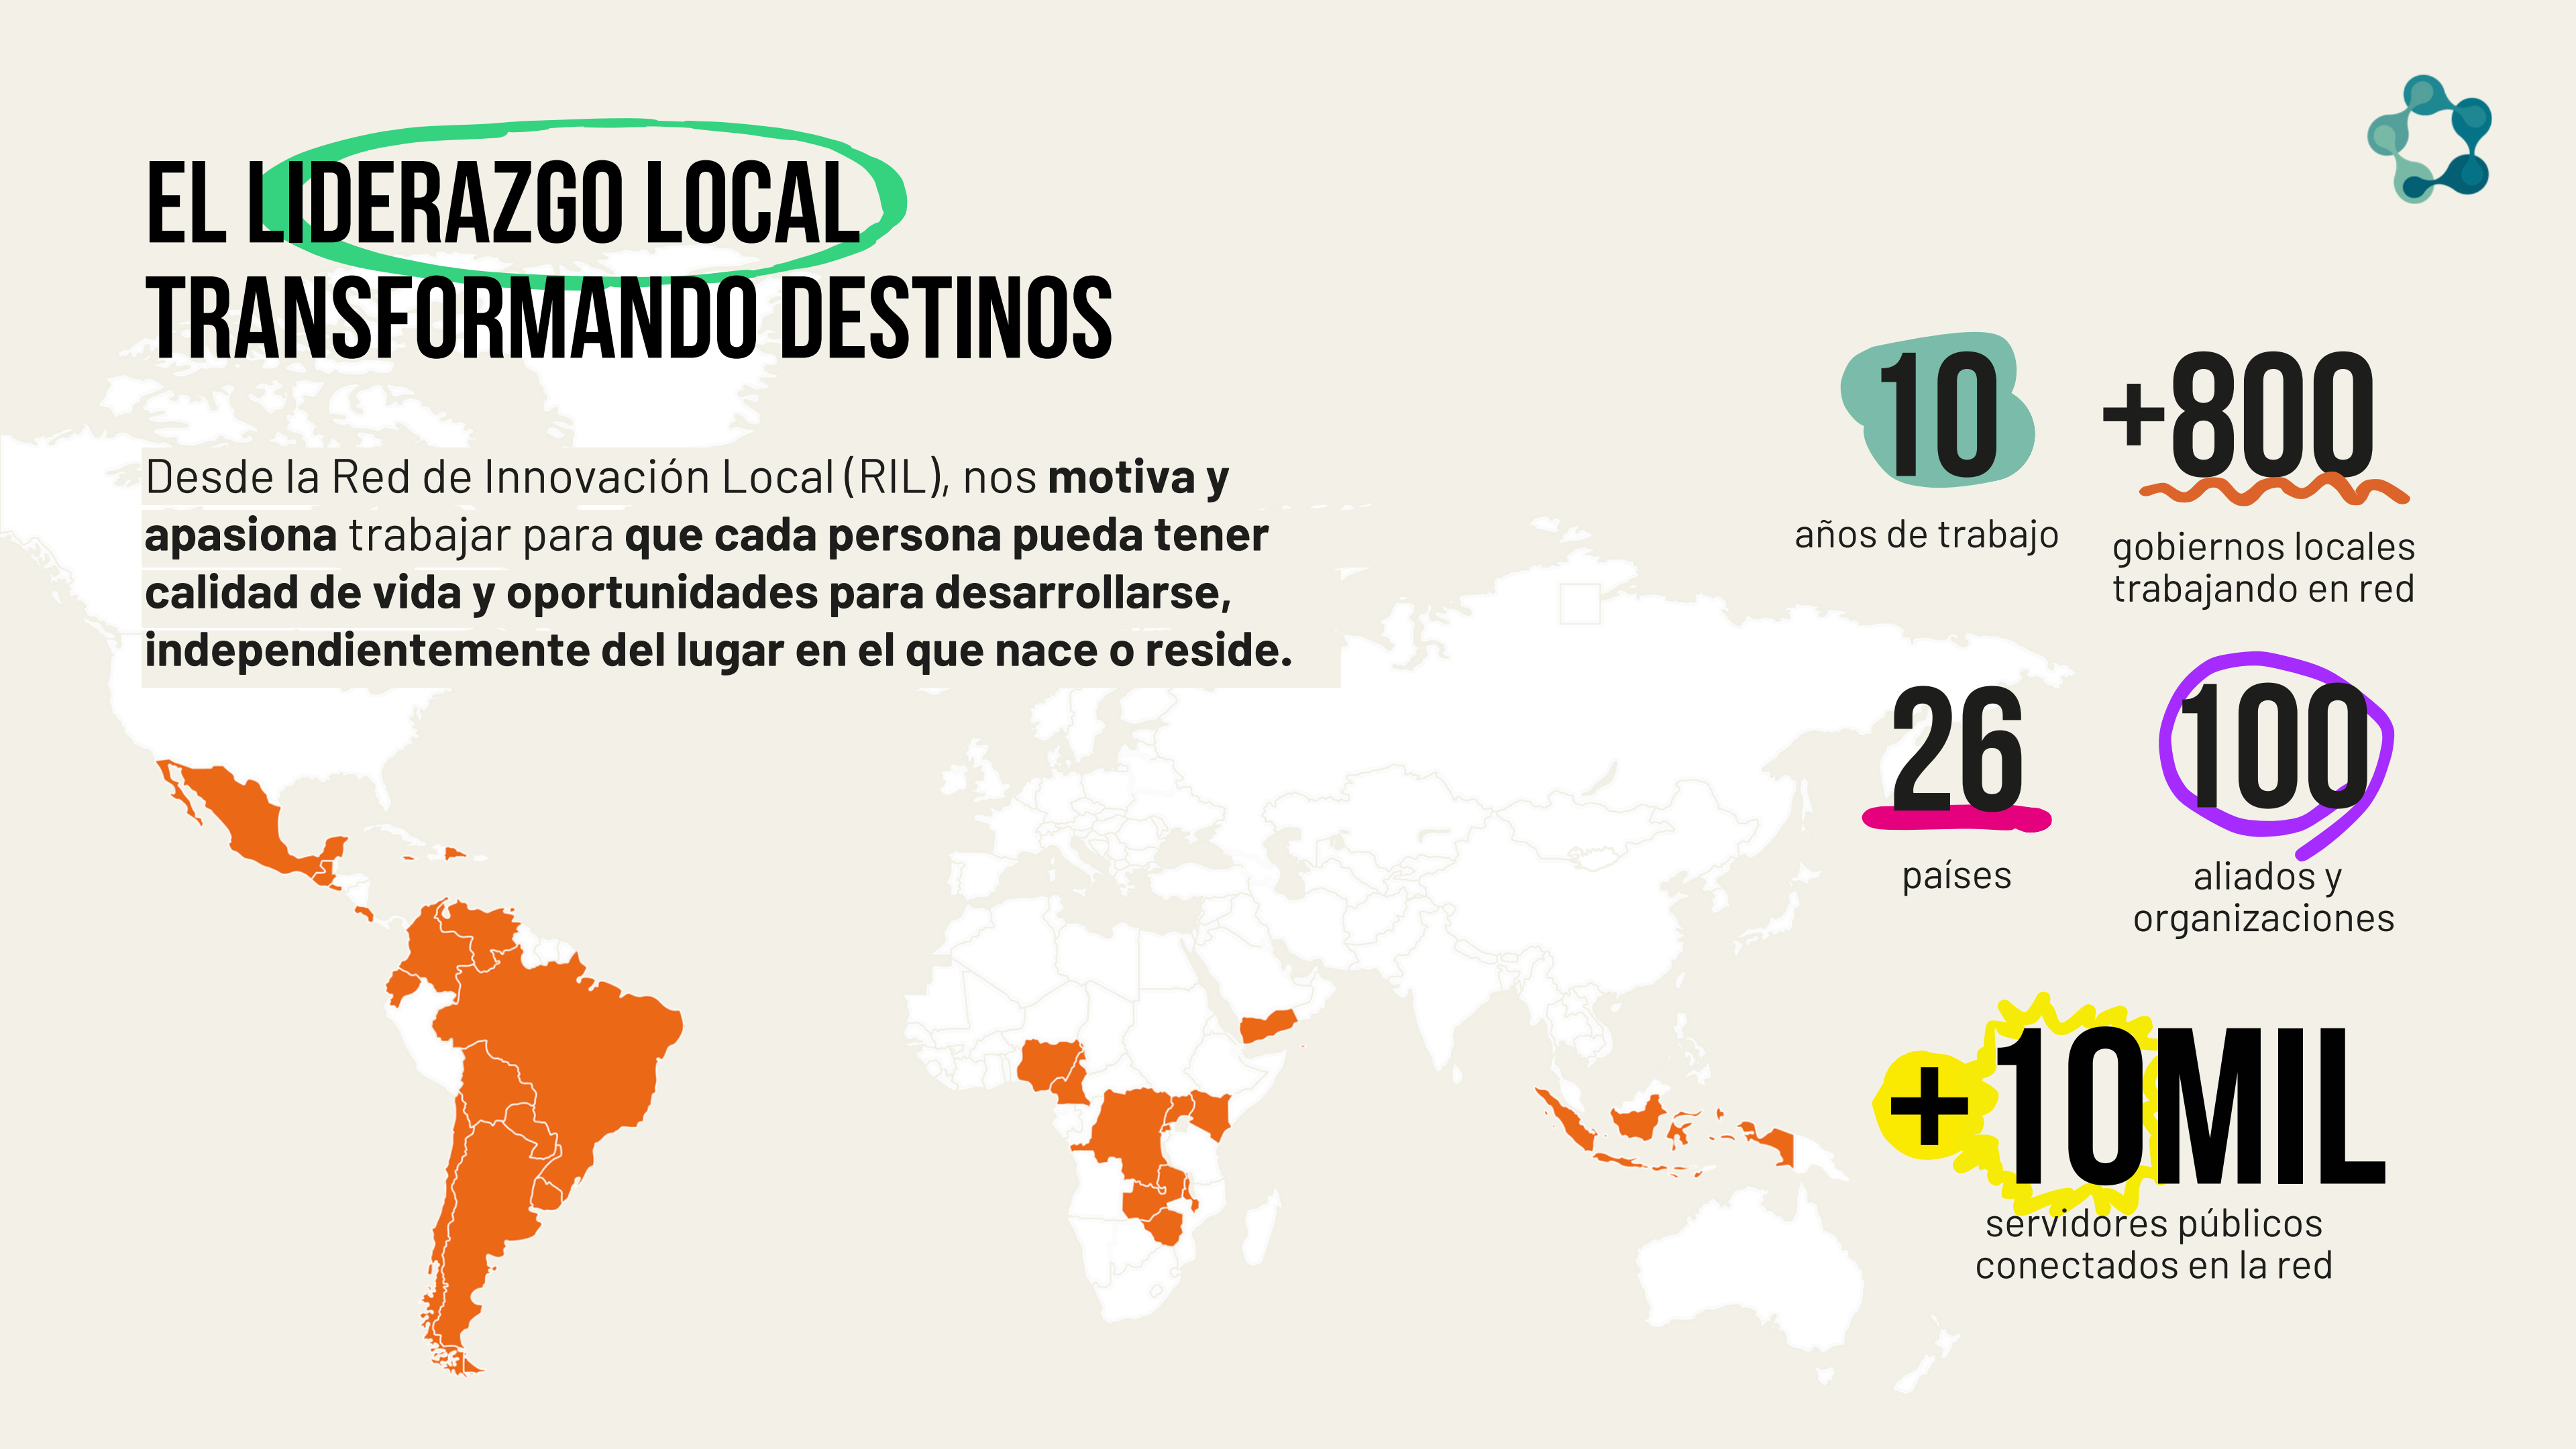 EL LIDERAZGO LOCAL
TRANSFORMANDO DESTINOS
Desde la Red de Innovación Local (RIL), nos motiva y
apasiona trabajar para que cada persona pueda tener
calidad de vida y oportunidades para desarrollarse,
independientemente del lugar en el que nace o reside.
10
años de trabajo
+800
gobiernos locales
trabajando en red
26
países
100
aliados y
organizaciones
+10MIL
servidores públicos
conectados en la red